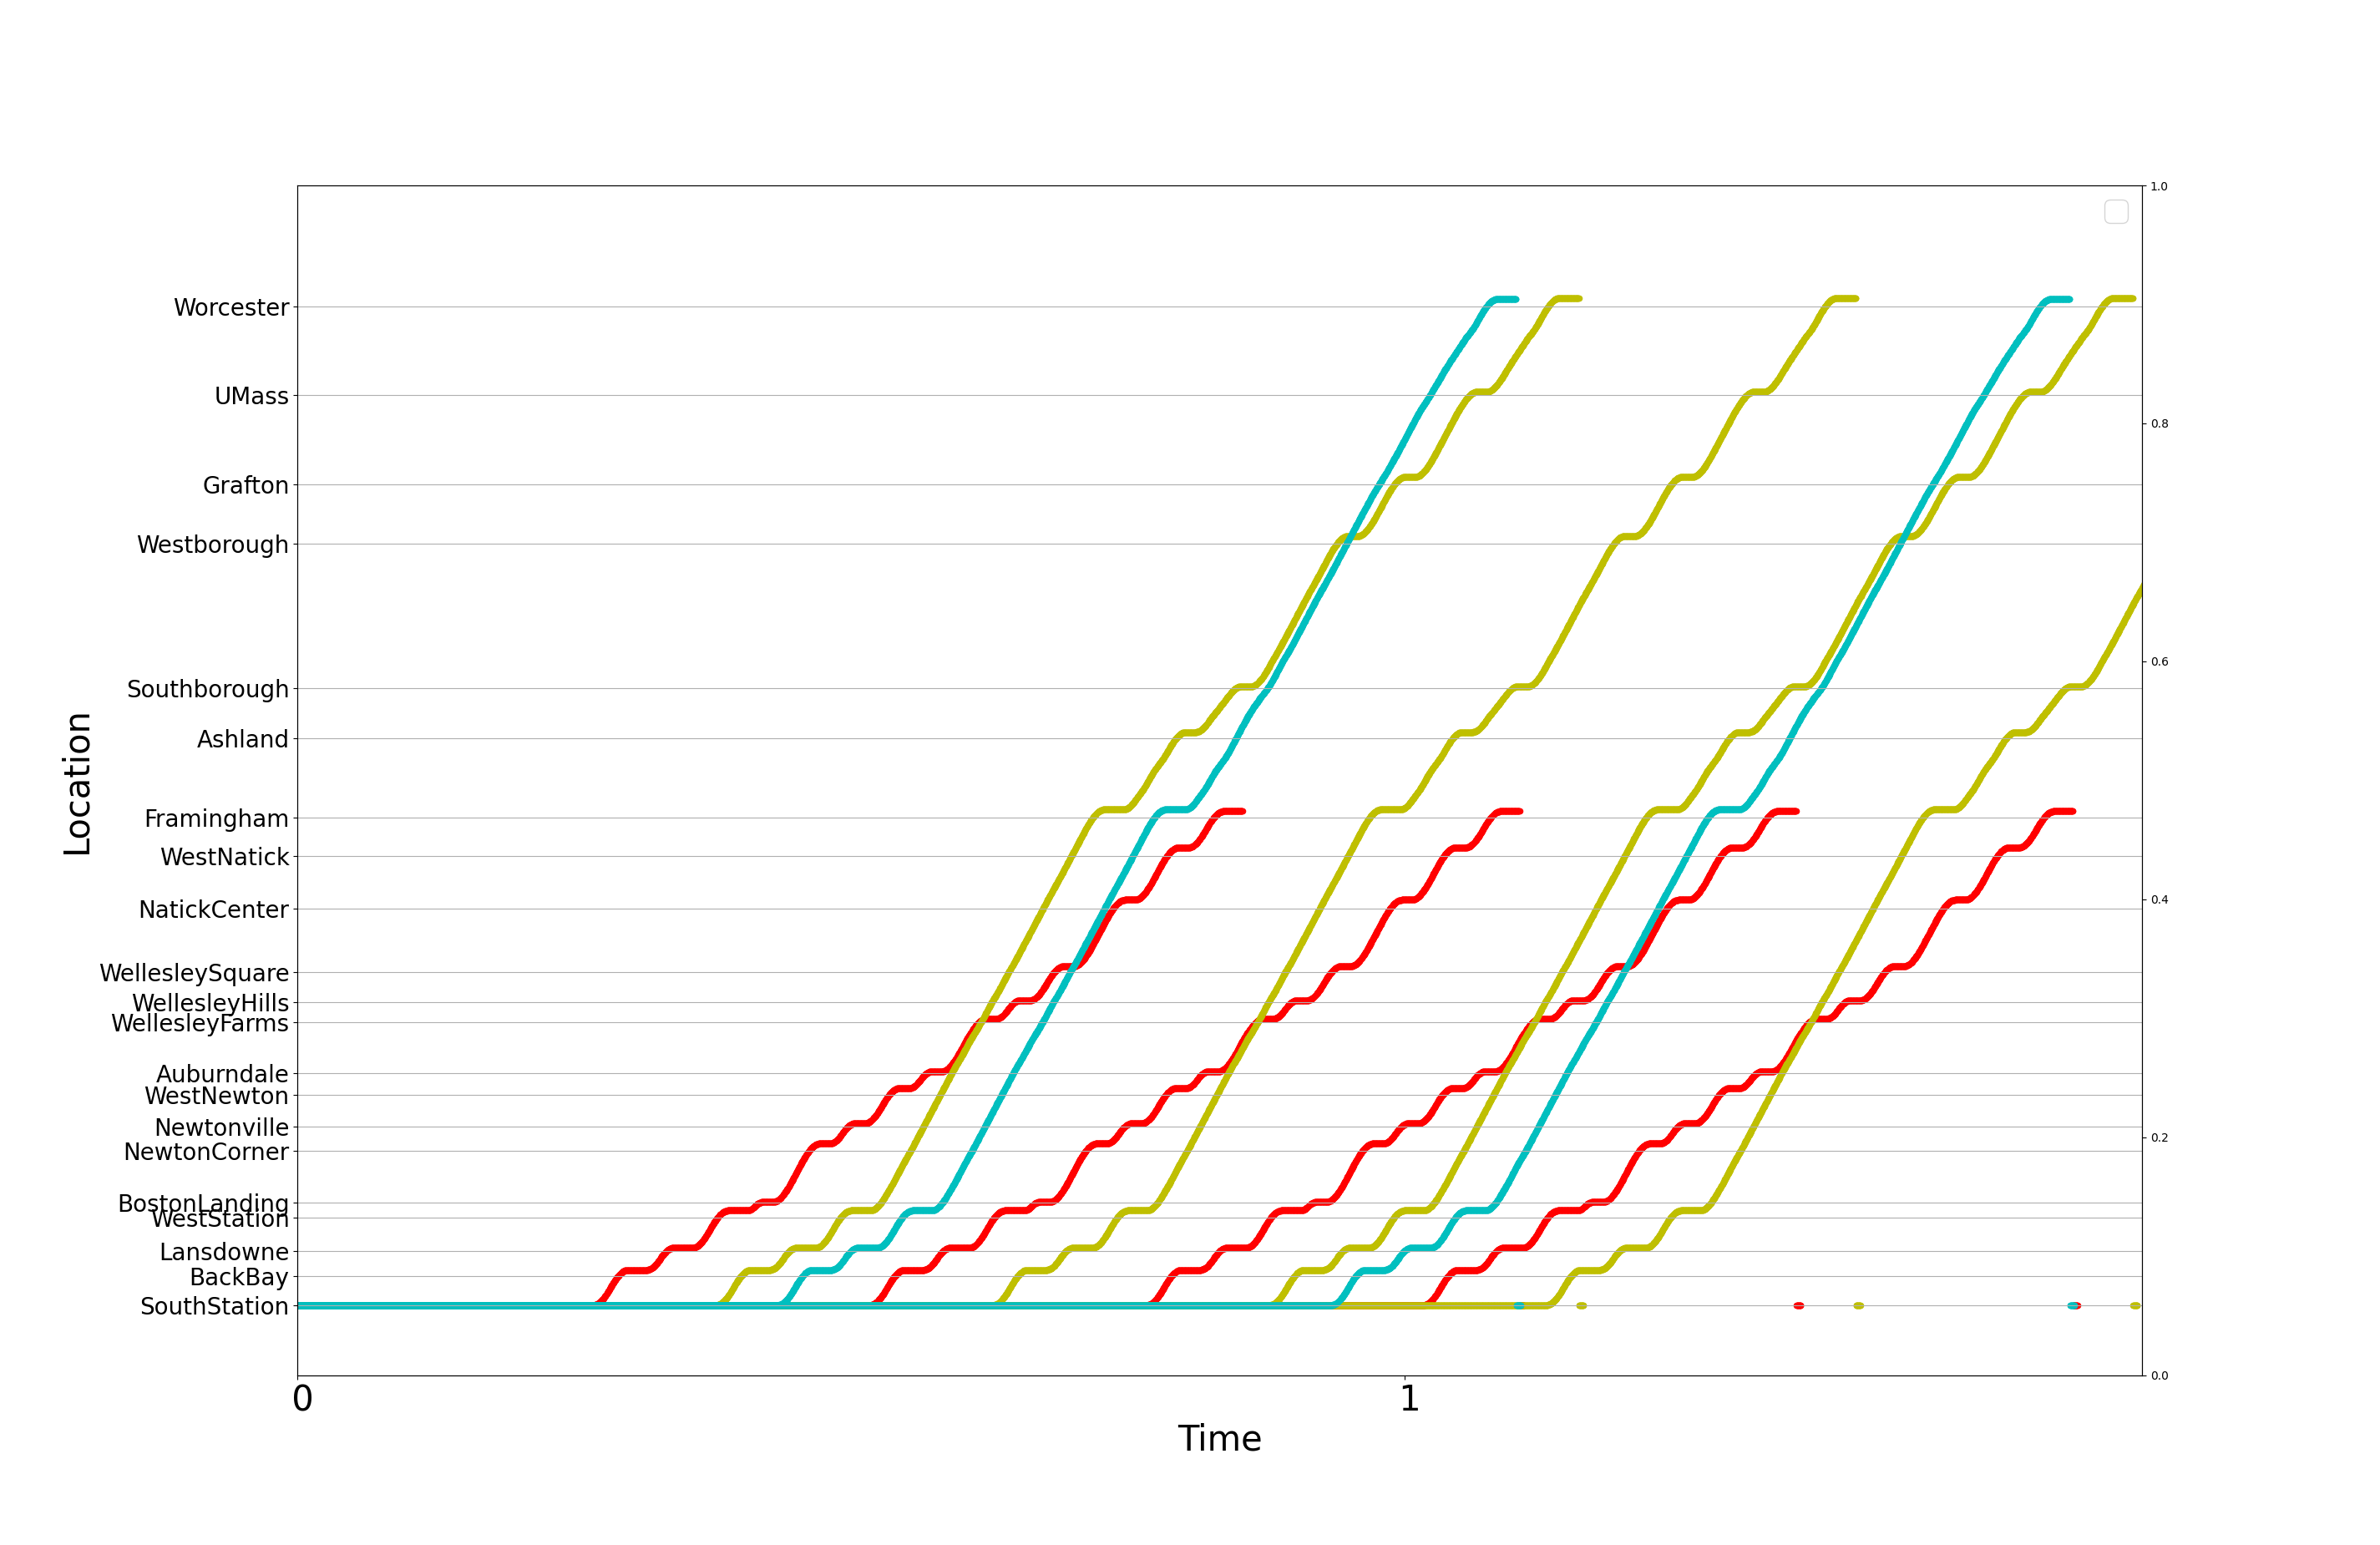 Worcester
UMass
Grafton
Westborough
Southborough
Ashland
Framingham
WestNatick
NatickCenter
WellesleySquare
WellesleyHills
WellesleyFarms
Auburndale
WestNewton
Newtonville
NewtonCorner
BostonLanding
WestStation
Lansdowne
BackBay
SouthStation
Location
0
1
Time
1.0
0.8
0.6
0.4
0.2
0.0